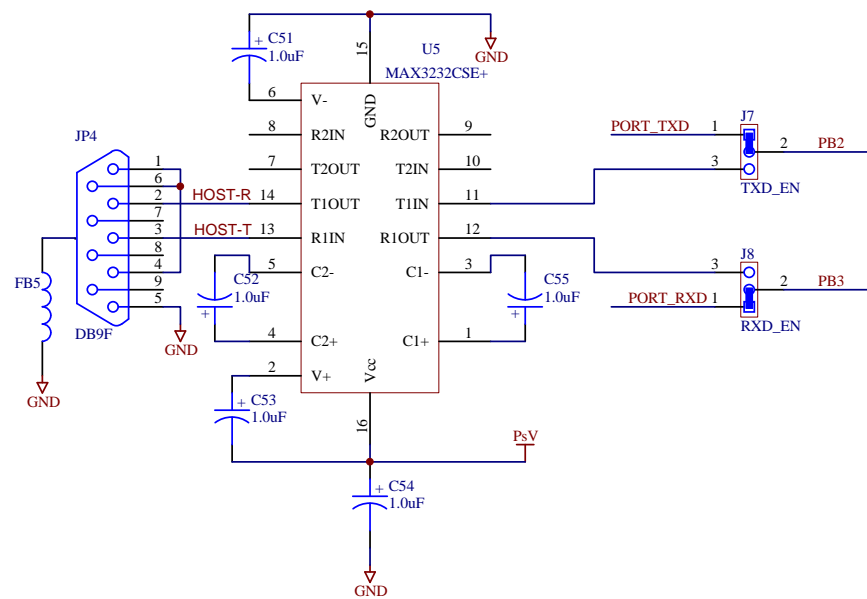 C51
+
1.0uF
GND
U5
MAX3232CSE+
15
6
V-
GND
8
R2IN
R2OUT
9
7
T2OUT
T2IN
10
14
T1OUT
T1IN
11
13
R1IN
R1OUT
12
5
C2-
C1-
3
4
C2+
C1+
1
2
V+
Vcc
16
JP4
1
6
2
7
3
8
4
9
5
DB9F
HOST-R
HOST-T
FB5
GND
GND
C52
1.0uF
+
C55
1.0uF
+
C53
+
1.0uF
PsV
C54
+
1.0uF
GND
J7
PORT_TXD
1
2
PB2
3
TXD_EN
J8
3
2
PB3
PORT_RXD
1
RXD_EN